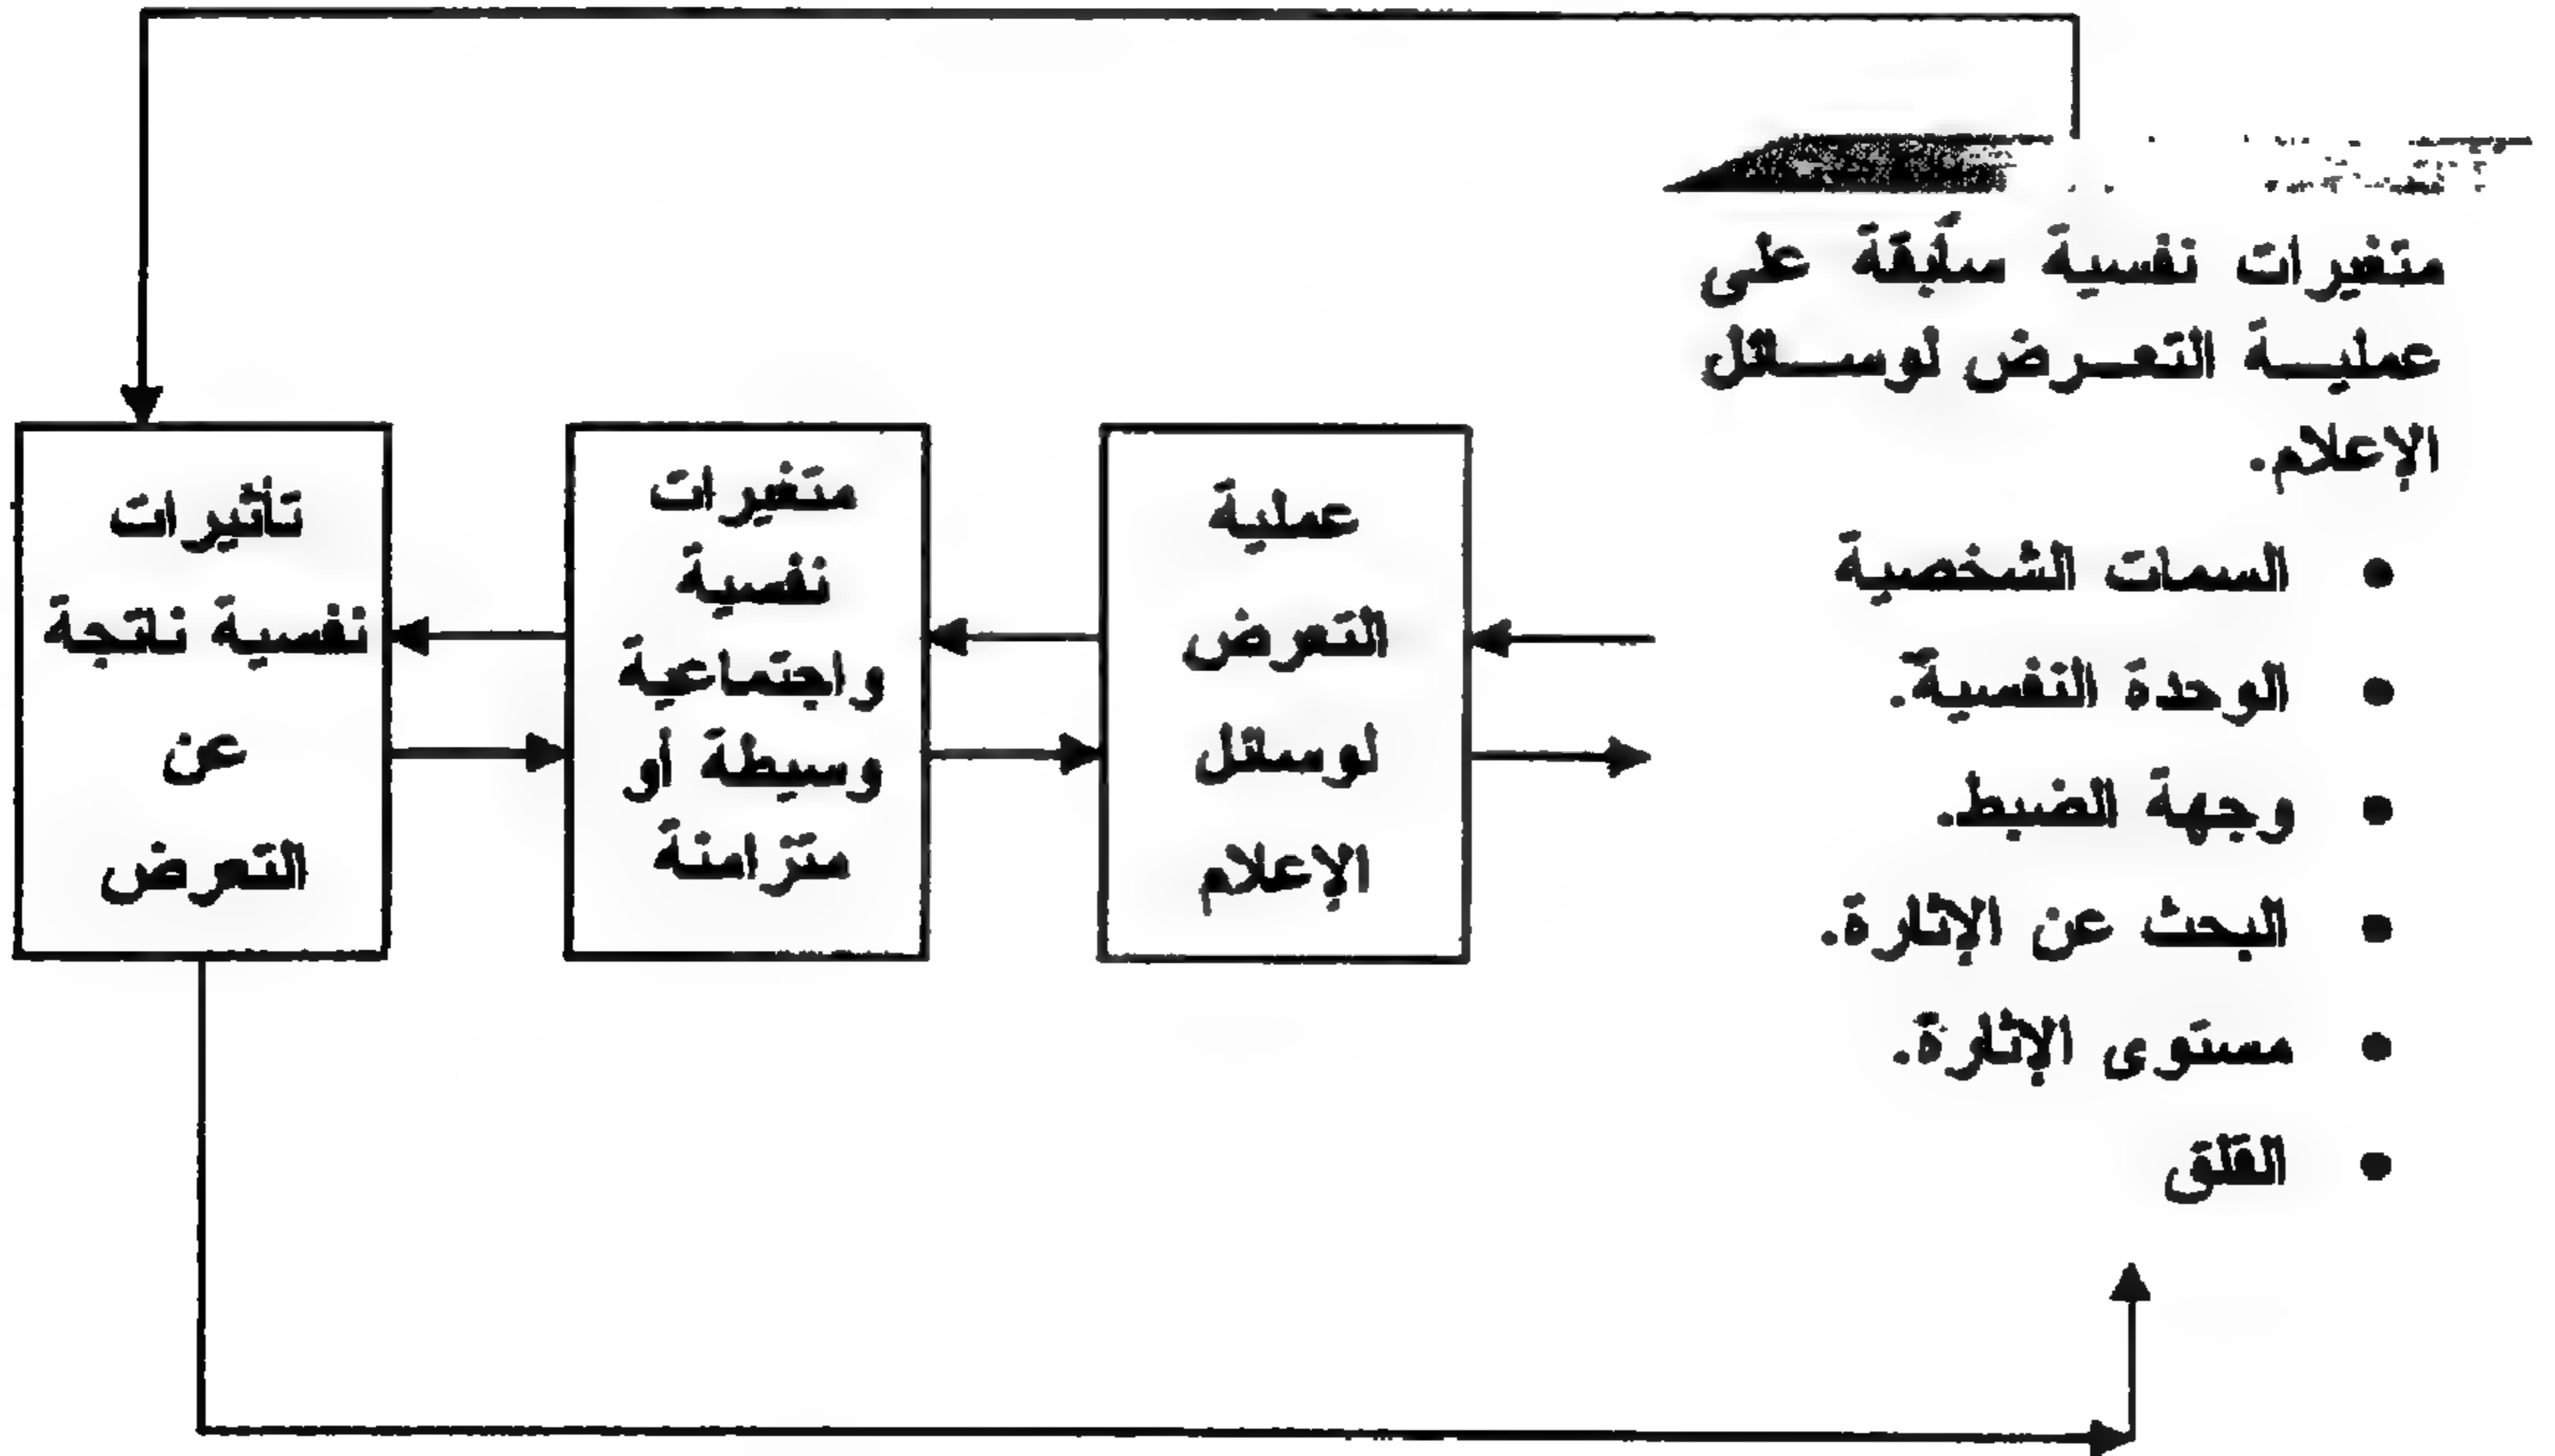 متغيرات نفسية سابقة على
عملية التعرض لوسائل
الإعلام.
• السمات الشخصية
• الوحدة النفسية.
• وجهة الضبط.
• البحث عن الإثارة.
• مستوى الإثارة.
• القلق
عملية
التعرض
لوسائل
الإعلام
متغيرات
نفسية
واجتماعية
وسيطة أو
متزامنة
تأثيرات
نفسية ناتجة
عن
التعرض